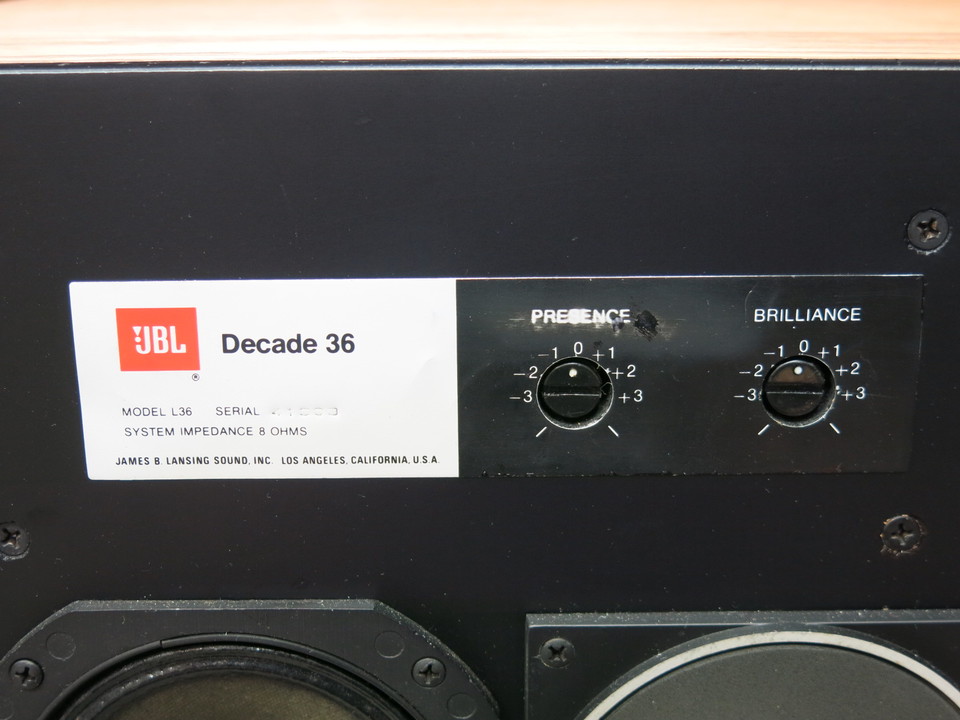 JBL
®
Decade 36
MODEL L36 SERIAL
SYSTEM IMPEDANCE 8 OHMS
JAMES B. LANSING SOUND, INC. LOS ANGELES, CALIFORNIA, U.S.A.
PRESENCE
-3 -2 -1 0 +1 +2 +3
BRILLIANCE
-3 -2 -1 0 +1 +2 +3